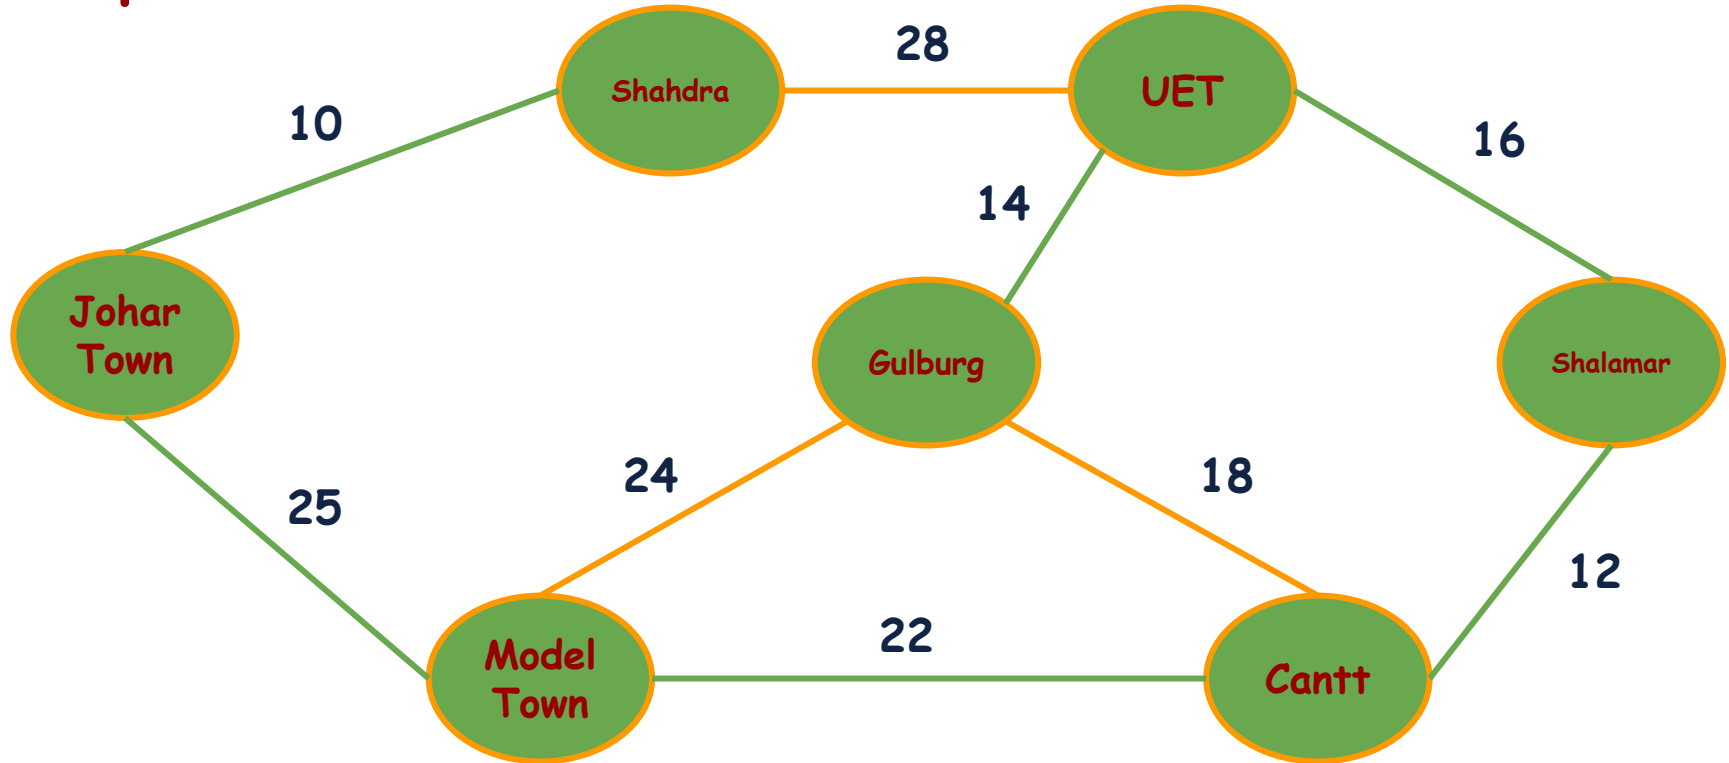 28
Shahdra
UET
10
16
14
Johar
Town
Gulburg
Shalamar
24
18
25
12
22
Model
Town
Cantt